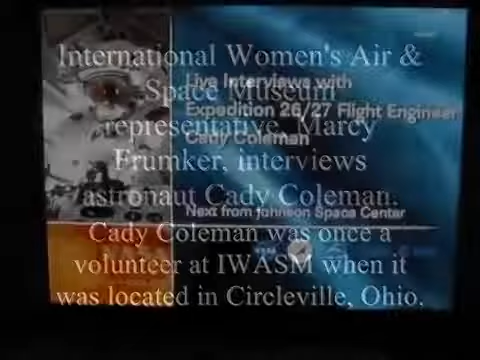 International Women's Air &
Space Museum
representative, Marcy
Frumker, interviews
astronaut Cady Coleman.
Cady Coleman was once a
volunteer at IWASM when it
was located in Circleville, Ohio.
Live Interviews with
Expedition 26/27 Flight Engineer
Cady Coleman
Next from Johnson Space Center